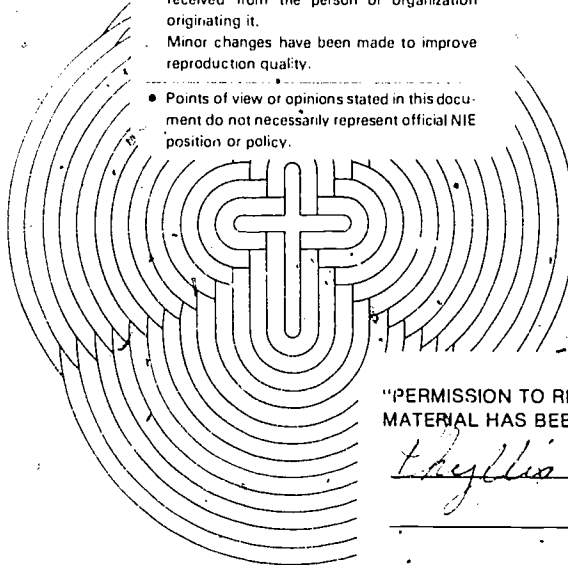 received from the person or organization
originating it.
Minor changes have been made to improve
reproduction quality.
• Points of view or opinions stated in this docu-
ment do not necessarily represent official NIE
position or policy.
"PERMISSION TO
MATERIAL HAS BEE
Phyllis